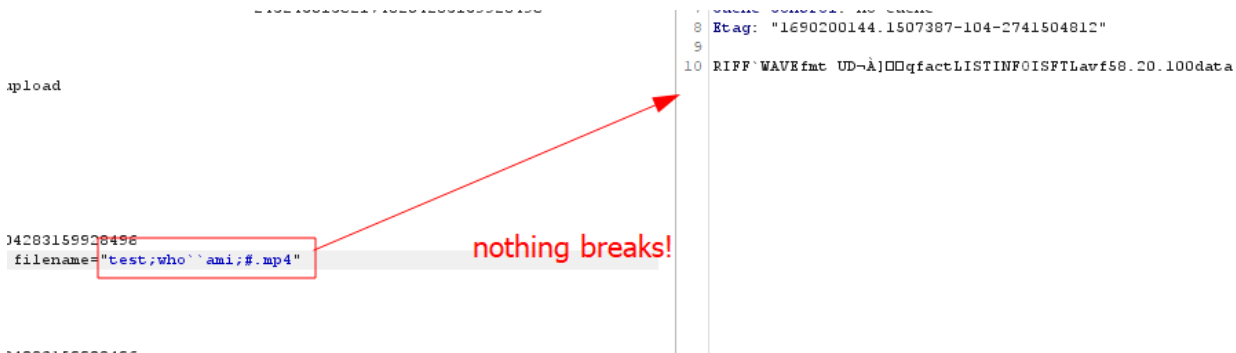 8 Etag: "1690200144.1507387-104-2741504812"
9
10 RIFF`WAVEfmt UD¬À]□□qfactLISTINFOISFTLavf58.20.100data
upload
04283159928496
filename="test;who``ami;#.mp4"
nothing breaks!